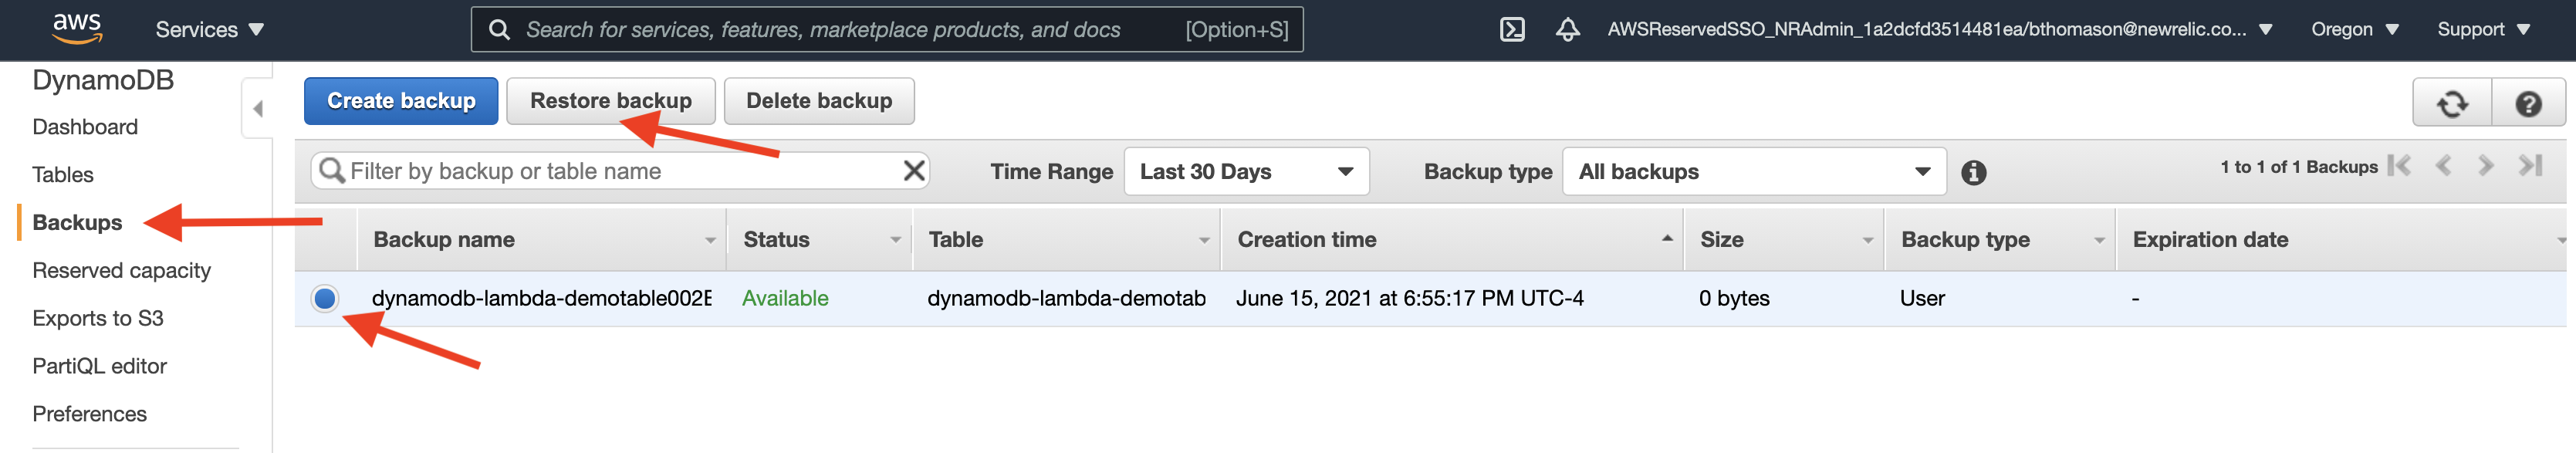 aws
Services
Search for services, features, marketplace products, and docs
[Option+S]
AWSReservedSSO_NRAdmin_1a2dcfd3514481ea/bthomason@newrelic.co...
Oregon
Support
DynamoDB
Dashboard
Tables
Backups
Reserved capacity
Exports to S3
PartiQL editor
Preferences
Create backup
Restore backup
Delete backup
Filter by backup or table name
Time Range
Last 30 Days
Backup type
All backups
1 to 1 of 1 Backups
Backup name
Status
Table
Creation time
Size
Backup type
Expiration date
dynamodb-lambda-demotable002E
Available
dynamodb-lambda-demotab
June 15, 2021 at 6:55:17 PM UTC-4
0 bytes
User
-